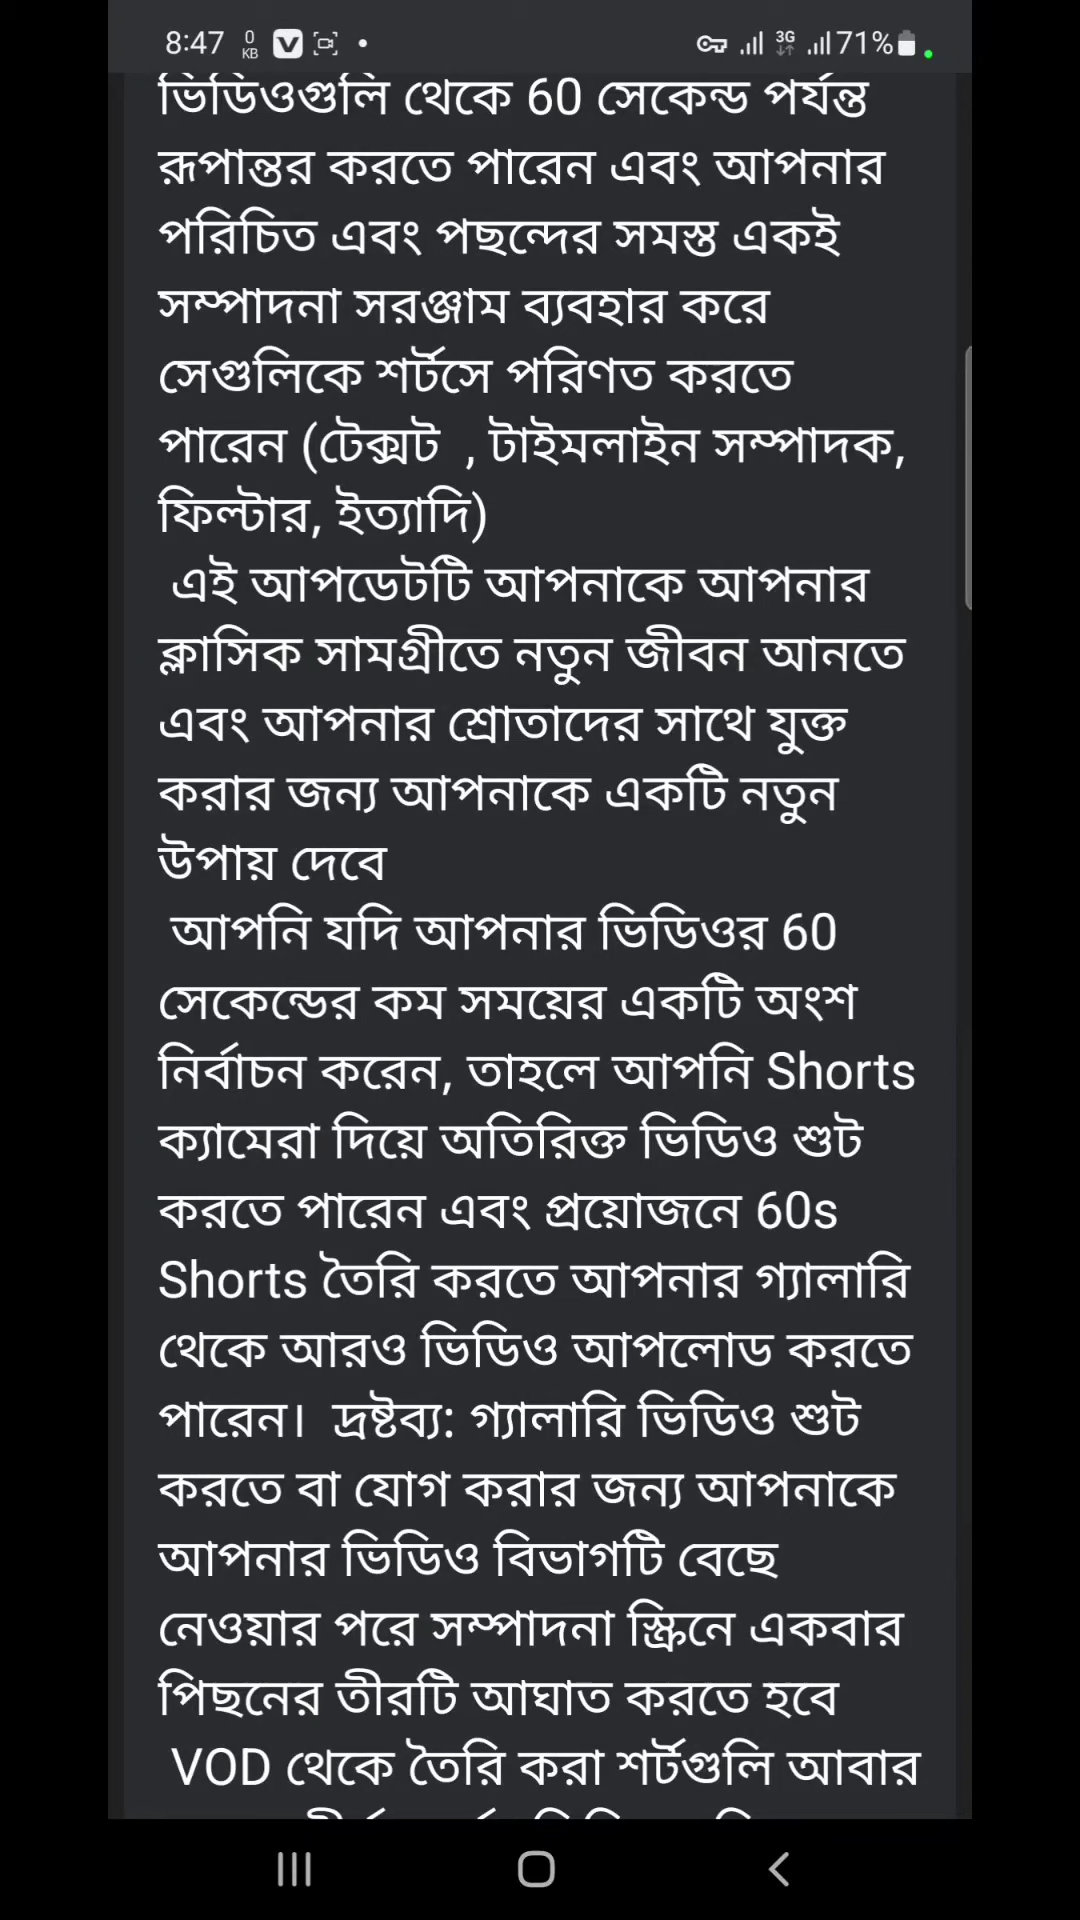 8:47 0 KB V 3G 71%
ভিডিওগুলি থেকে 60 সেকেন্ড পর্যন্ত
রূপান্তর করতে পারেন এবং আপনার
পরিচিত এবং পছন্দের সমস্ত একই
সম্পাদনা সরঞ্জাম ব্যবহার করে
সেগুলিকে শর্টসে পরিণত করতে
পারেন (টেক্সট , টাইমলাইন সম্পাদক,
ফিল্টার, ইত্যাদি)
এই আপডেটটি আপনাকে আপনার
ক্লাসিক সামগ্রীতে নতুন জীবন আনতে
এবং আপনার শ্রোতাদের সাথে যুক্ত
করার জন্য আপনাকে একটি নতুন
উপায় দেবে
আপনি যদি আপনার ভিডিওর 60
সেকেন্ডের কম সময়ের একটি অংশ
নির্বাচন করেন, তাহলে আপনি Shorts
ক্যামেরা দিয়ে অতিরিক্ত ভিডিও শুট
করতে পারেন এবং প্রয়োজনে 60s
Shorts তৈরি করতে আপনার গ্যালারি
থেকে আরও ভিডিও আপলোড করতে
পারেন। দ্রষ্টব্য: গ্যালারি ভিডিও শুট
করতে বা যোগ করার জন্য আপনাকে
আপনার ভিডিও বিভাগটি বেছে
নেওয়ার পরে সম্পাদনা স্ক্রিনে একবার
পিছনের তীরটি আঘাত করতে হবে
VOD থেকে তৈরি করা শর্টগুলি আবার